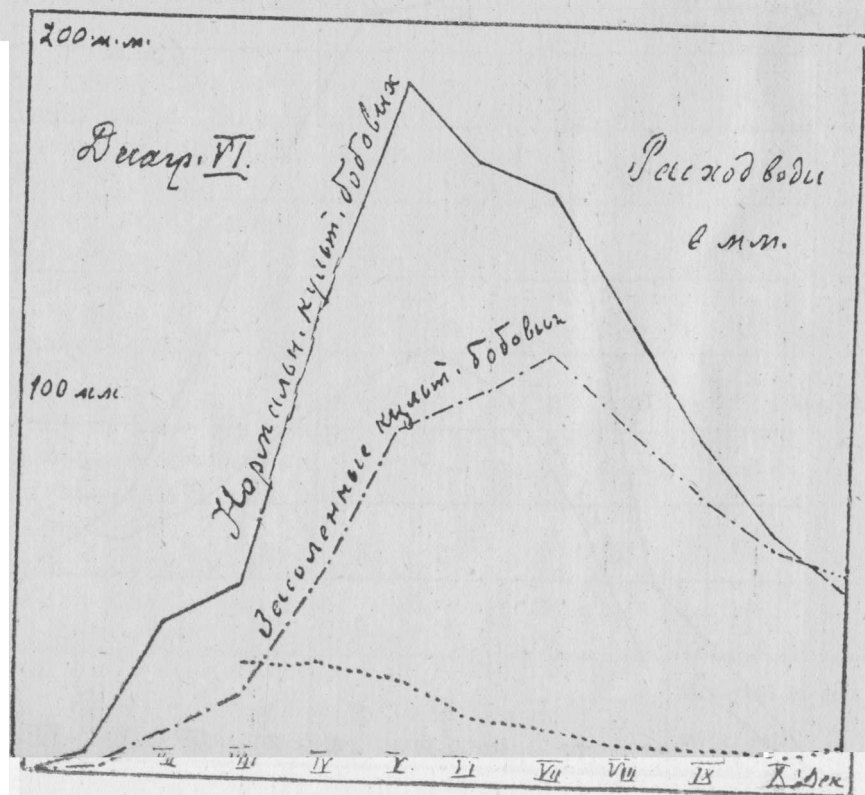 200 м.м.
Диагр. VI.
Расход воды
в мм.
Нормальн. культ. бобовых
100 мм.
Засоленные культ. бобовых
II III IV V VI VII VIII IX X Дек